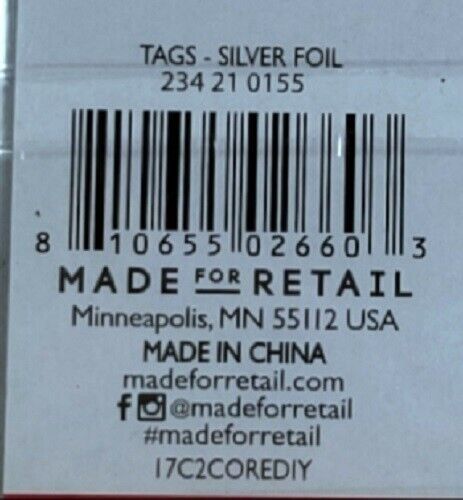 TAGS - SILVER FOIL
234 21 0155
8 10655 02660 3
MADE FOR RETAIL
Minneapolis, MN 55112 USA
MADE IN CHINA
madeforretail.com
@madeforretail
#madeforretail
17C2COREDIY